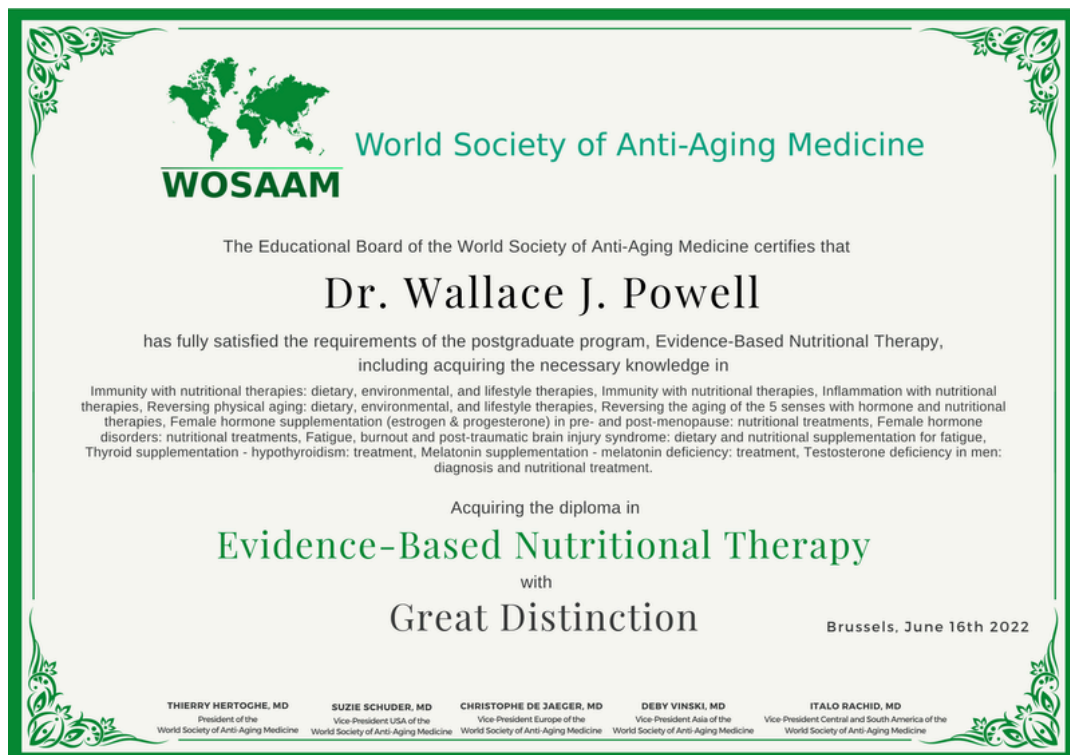 World Society of Anti-Aging Medicine
WOSAAM
The Educational Board of the World Society of Anti-Aging Medicine certifies that
Dr. Wallace J. Powell
has fully satisfied the requirements of the postgraduate program, Evidence-Based Nutritional Therapy,
including acquiring the necessary knowledge in
Immunity with nutritional therapies: dietary, environmental, and lifestyle therapies, Immunity with nutritional therapies, Inflammation with nutritional
therapies, Reversing physical aging: dietary, environmental, and lifestyle therapies, Reversing the aging of the 5 senses with hormone and nutritional
therapies, Female hormone supplementation (estrogen & progesterone) in pre- and post-menopause: nutritional treatments, Female hormone
disorders: nutritional treatments, Fatigue, burnout and post-traumatic brain injury syndrome: dietary and nutritional supplementation for fatigue,
Thyroid supplementation - hypothyroidism: treatment, Melatonin supplementation - melatonin deficiency: treatment, Testosterone deficiency in men:
diagnosis and nutritional treatment.
Acquiring the diploma in
Evidence-Based Nutritional Therapy
with
Great Distinction
Brussels, June 16th 2022
THIERRY HERTOGHE, MD
President of the
World Society of Anti-Aging Medicine
SUZIE SCHUDER, MD
Vice-President USA of the
World Society of Anti-Aging Medicine
CHRISTOPHE DE JAEGER, MD
Vice-President Europe of the
World Society of Anti-Aging Medicine
DEBY VINSKI, MD
Vice-President Asia of the
World Society of Anti-Aging Medicine
ITALO RACHID, MD
Vice-President Central and South America of the
World Society of Anti-Aging Medicine